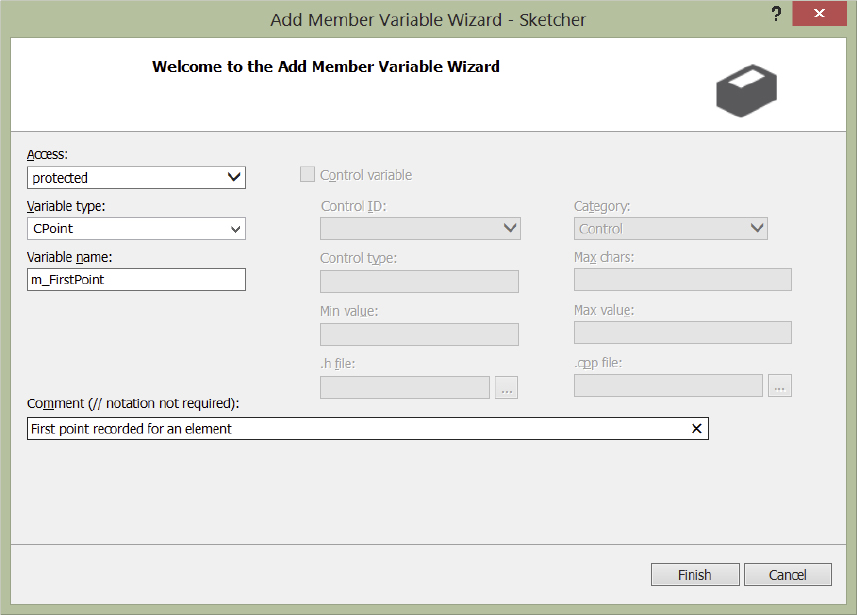 Add Member Variable Wizard - Sketcher
?
Welcome to the Add Member Variable Wizard
Access:
protected
Control variable
Variable type:
Control ID:
Category:
CPoint
Control
Variable name:
Control type:
Max chars:
m_FirstPoint
Min value:
Max value:
.h file:
.cpp file:
...
...
Comment (// notation not required):
First point recorded for an element
Finish
Cancel